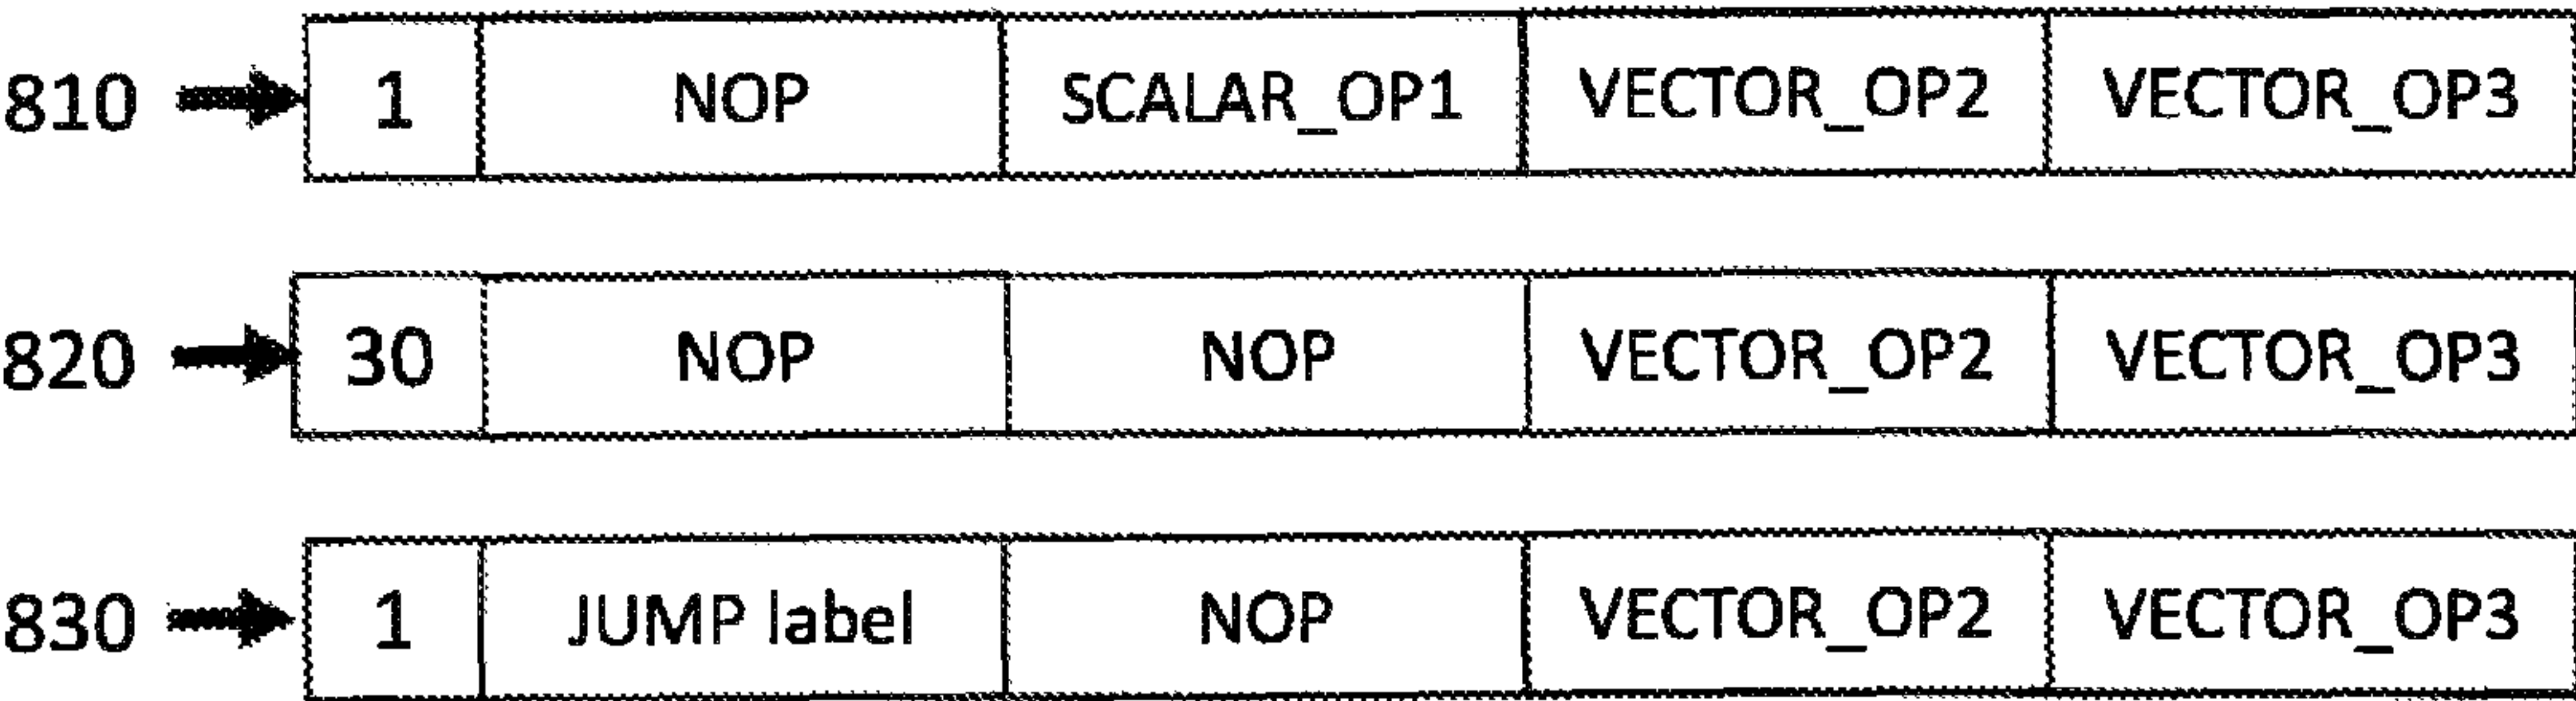 810 1 NOP SCALAR_OP1 VECTOR_OP2 VECTOR_OP3
820 30 NOP NOP VECTOR_OP2 VECTOR_OP3
830 1 JUMP label NOP VECTOR_OP2 VECTOR_OP3